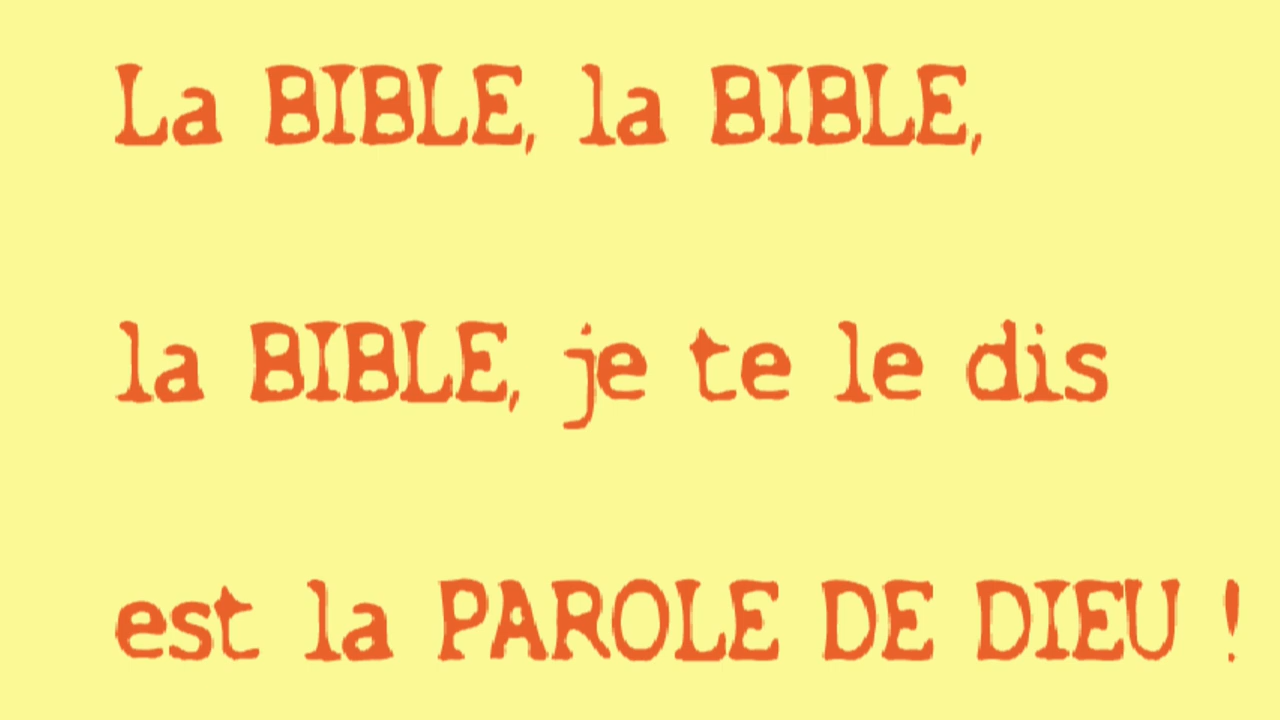 La BIBLE, la BIBLE,
la BIBLE, je te le dis
est la PAROLE DE DIEU !